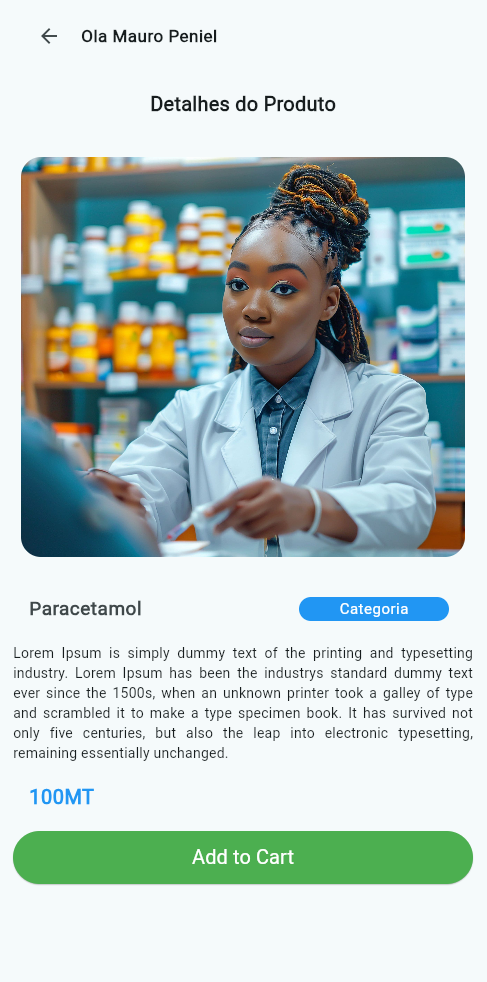 Ola Mauro Peniel
Detalhes do Produto
Paracetamol
Categoria
Lorem Ipsum is simply dummy text of the printing and typesetting
industry. Lorem Ipsum has been the industrys standard dummy text
ever since the 1500s, when an unknown printer took a galley of type
and scrambled it to make a type specimen book. It has survived not
only five centuries, but also the leap into electronic typesetting,
remaining essentially unchanged.
100MT
Add to Cart